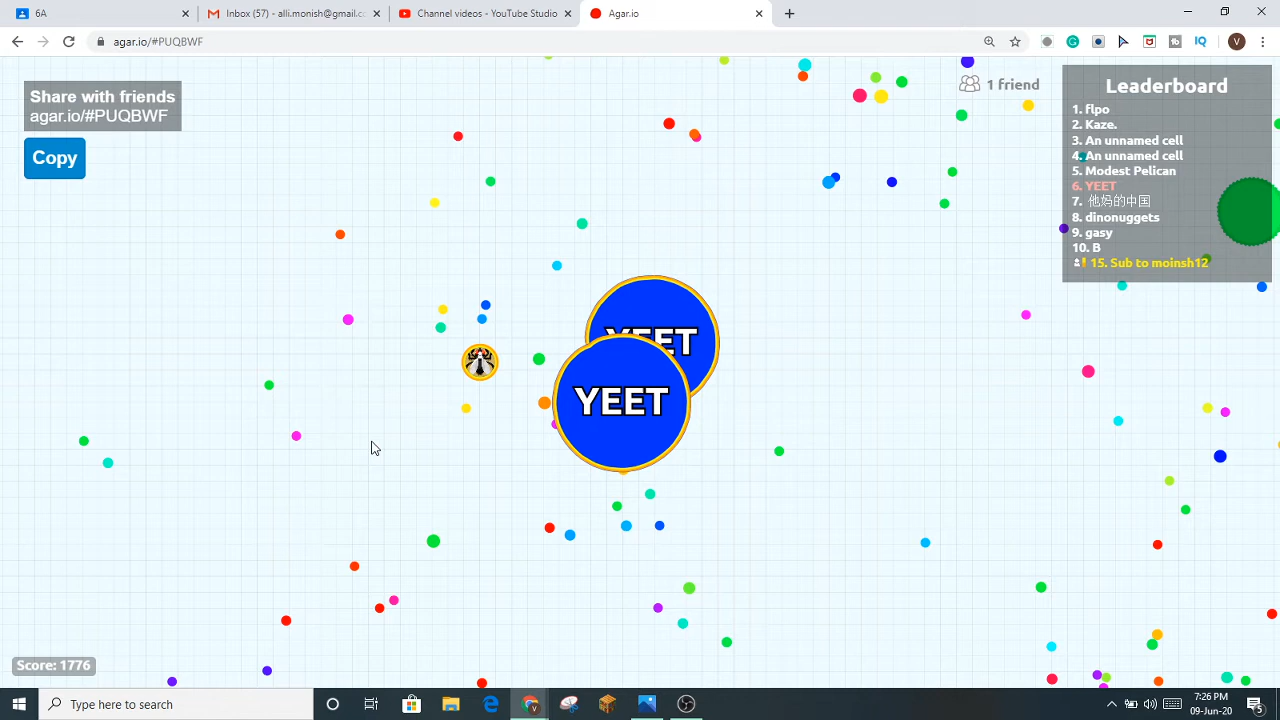 6A
Inbox (57) - alli.monish@gmail.c
Channel videos - YouTube Studio
Agar.io
agar.io/#PUQBWF
V
Share with friends
agar.io/#PUQBWF
Copy
1 friend
Leaderboard
1. flpo
2. Kaze.
3. An unnamed cell
4. An unnamed cell
5. Modest Pelican
6. YEET
7. 他妈的中国
8. dinonuggets
9. gasy
10. B
15. Sub to moinsh12
YEET
YEET
Score: 1776
Type here to search
7:26 PM
09-Jun-20
5